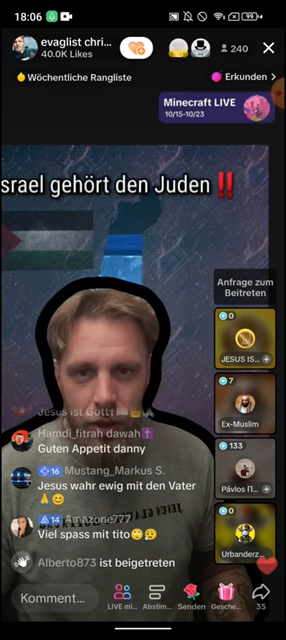 18:06
99
evaglist chri...
40.0K Likes
240
Wöchentliche Rangliste
Erkunden >
Minecraft LIVE
10/15-10/23
srael gehört den Juden ‼️
Anfrage zum
Beitreten
0
JESUS IS...
7
Ex-Muslim
133
Pávlos Π...
0
Urbanderz...
Jesus ist Gott
Hamdi_fitrah dawah✝️
Guten Appetit danny
16 Mustang_Markus S.
Jesus wahr ewig mit den Vater
🙏😊
14 Amazone777
Viel spass mit tito🙄😥
Alberto873 ist beigetreten
Komment...
LIVE mi...
Abstim...
Senden
Gesche...
35